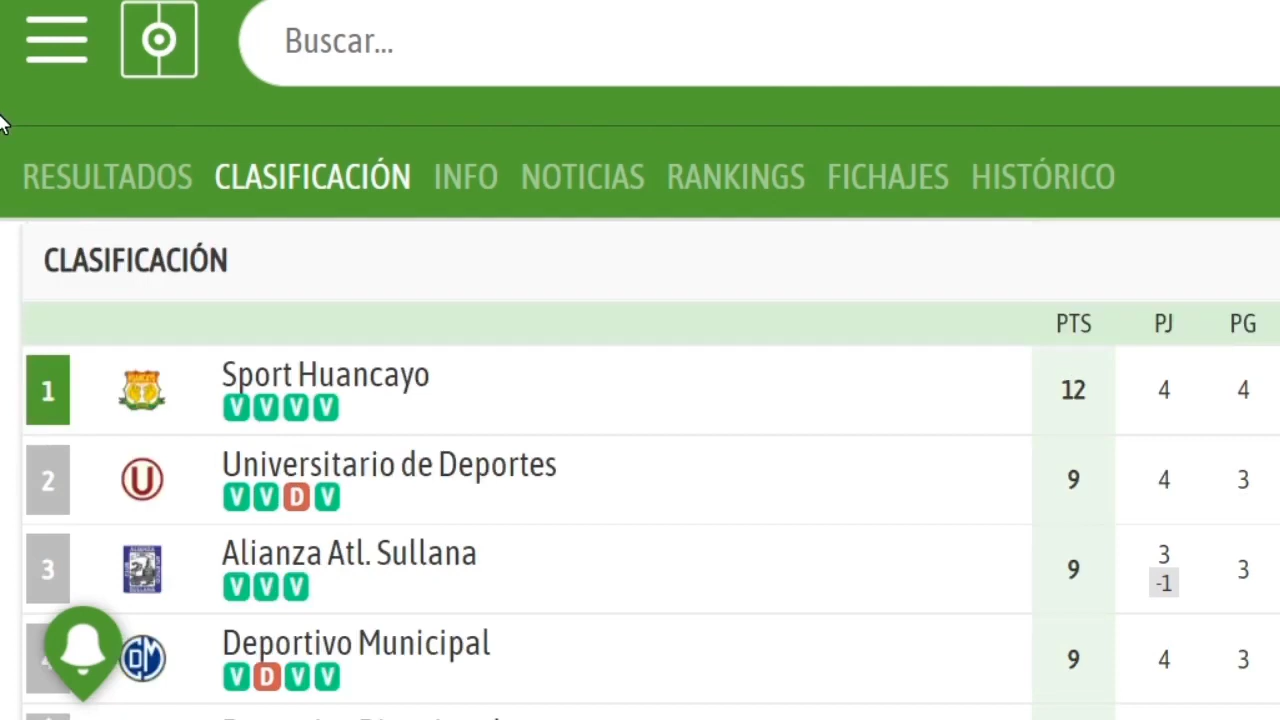 Buscar...
RESULTADOS CLASIFICACIÓN INFO NOTICIAS RANKINGS FICHAJES HISTÓRICO
CLASIFICACIÓN
PTS PJ PG
1 Sport Huancayo 12 4 4
V V V V
2 U Universitario de Deportes 9 4 3
V V D V
3 Alianza Atl. Sullana 9 3 3
V V V -1
DM Deportivo Municipal 9 4 3
V D V V